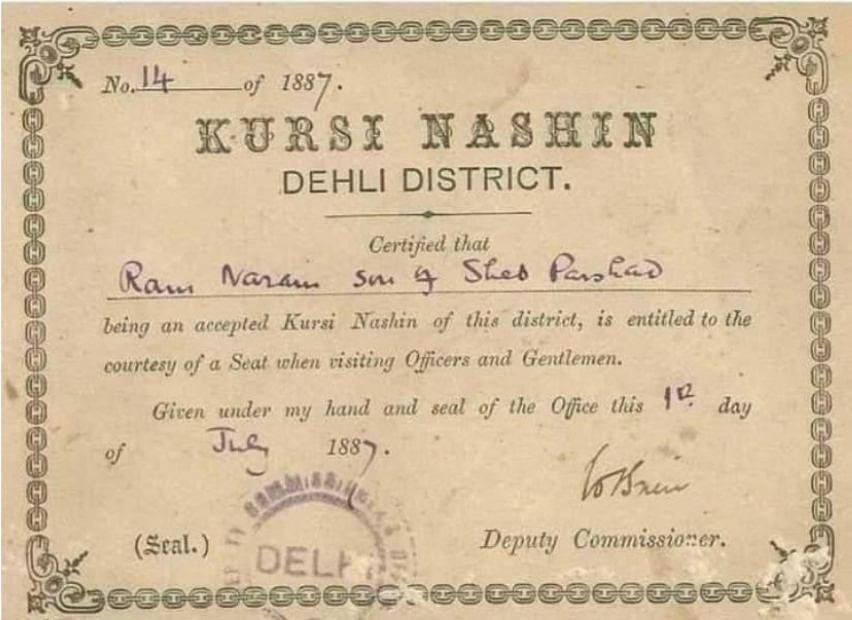 No. 14 of 1887.
KURSI NASHIN
DEHLI DISTRICT.
Certified that
Ram Narain son of Sheo Parshad
being an accepted Kursi Nashin of this district, is entitled to the
courtesy of a Seat when visiting Officers and Gentlemen.
Given under my hand and seal of the Office this 1st day
of July 1887.
(Seal.)
DELHI
Deputy Commissioner.